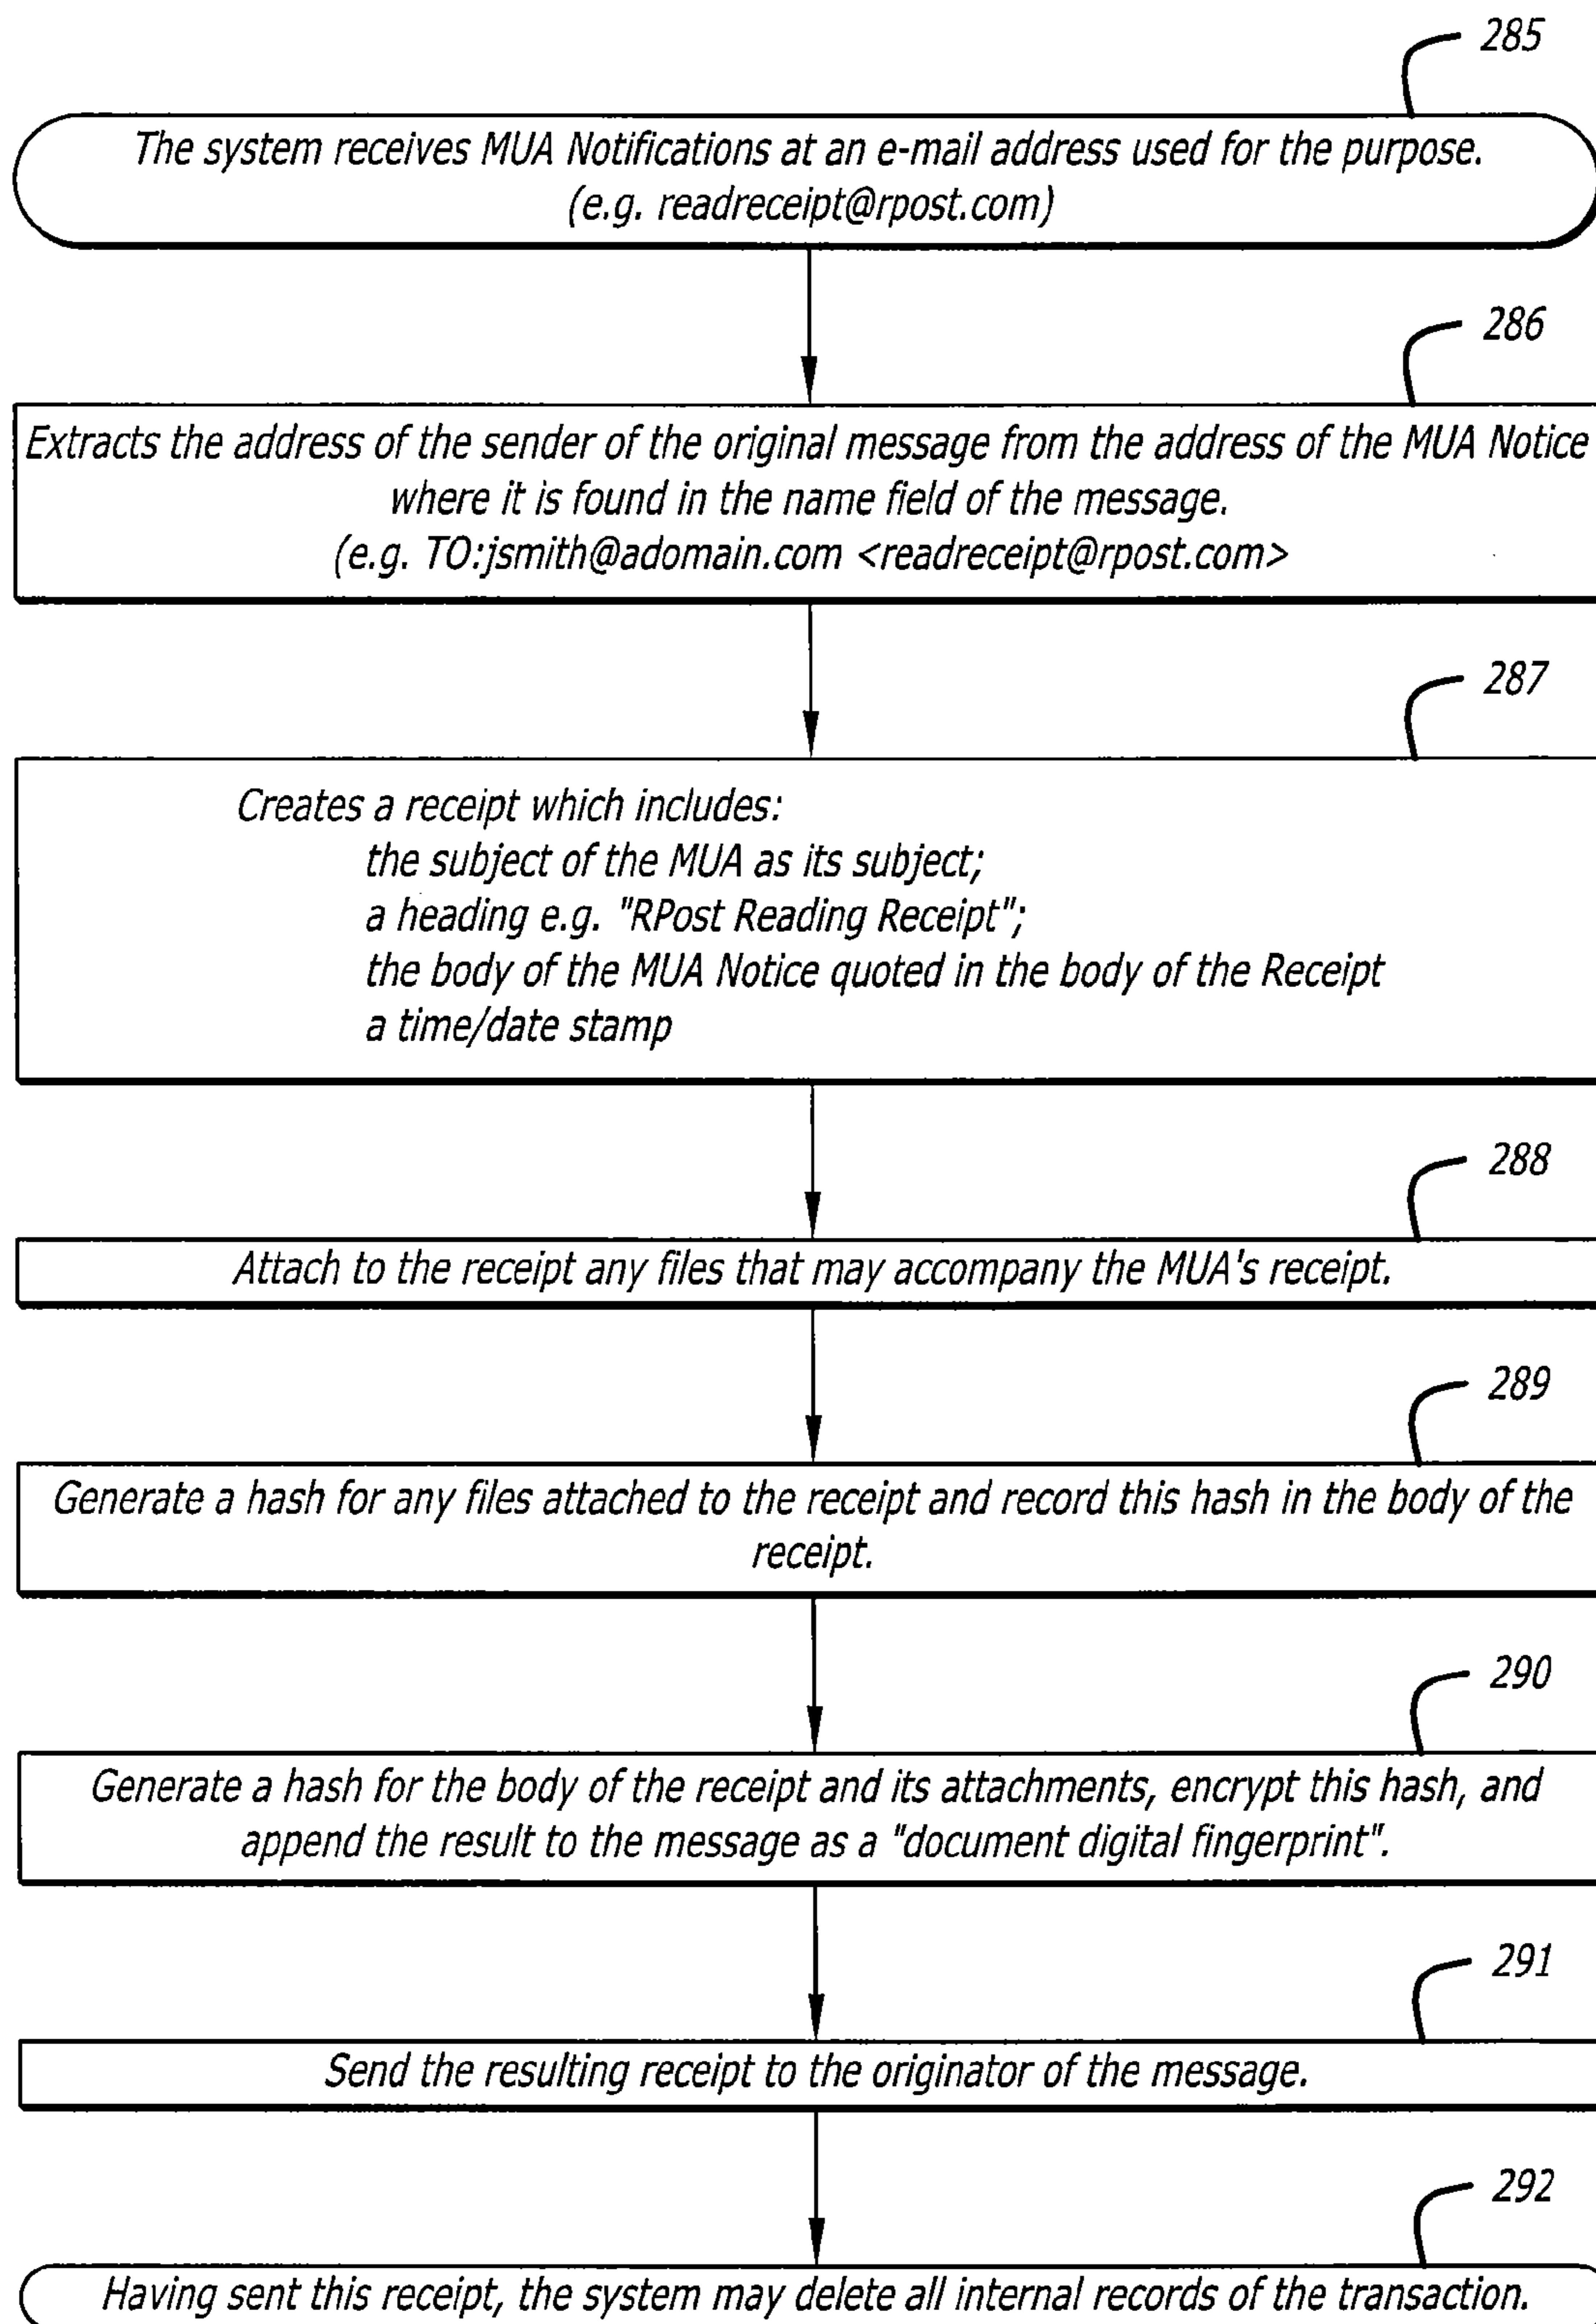 285
The system receives MUA Notifications at an e-mail address used for the purpose.
(e.g. readreceipt@rpost.com)
286
Extracts the address of the sender of the original message from the address of the MUA Notice
where it is found in the name field of the message.
(e.g. TO:jsmith@adomain.com <readreceipt@rpost.com>
287
Creates a receipt which includes:
the subject of the MUA as its subject;
a heading e.g. "RPost Reading Receipt";
the body of the MUA Notice quoted in the body of the Receipt
a time/date stamp
288
Attach to the receipt any files that may accompany the MUA's receipt.
289
Generate a hash for any files attached to the receipt and record this hash in the body of the
receipt.
290
Generate a hash for the body of the receipt and its attachments, encrypt this hash, and
append the result to the message as a "document digital fingerprint".
291
Send the resulting receipt to the originator of the message.
292
Having sent this receipt, the system may delete all internal records of the transaction.